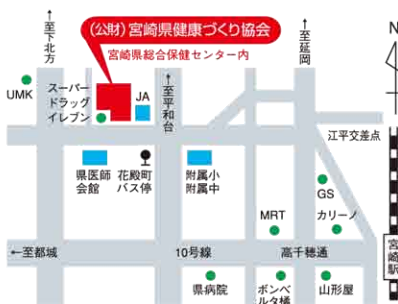 (公財)宮崎県健康づくり協会
宮崎県総合保健センター内
←至下北方
←至延岡
N
UMK
スーパー
ドラッグ
イレブン
JA
←至平和台
江平交差点
県医師
会館
花殿町
バス停
附属小
附属中
GS
MRT
カリーノ
宮崎駅
←至都城
10号線
高千穂通
県病院
ボンベ
ルタ橘
山形屋